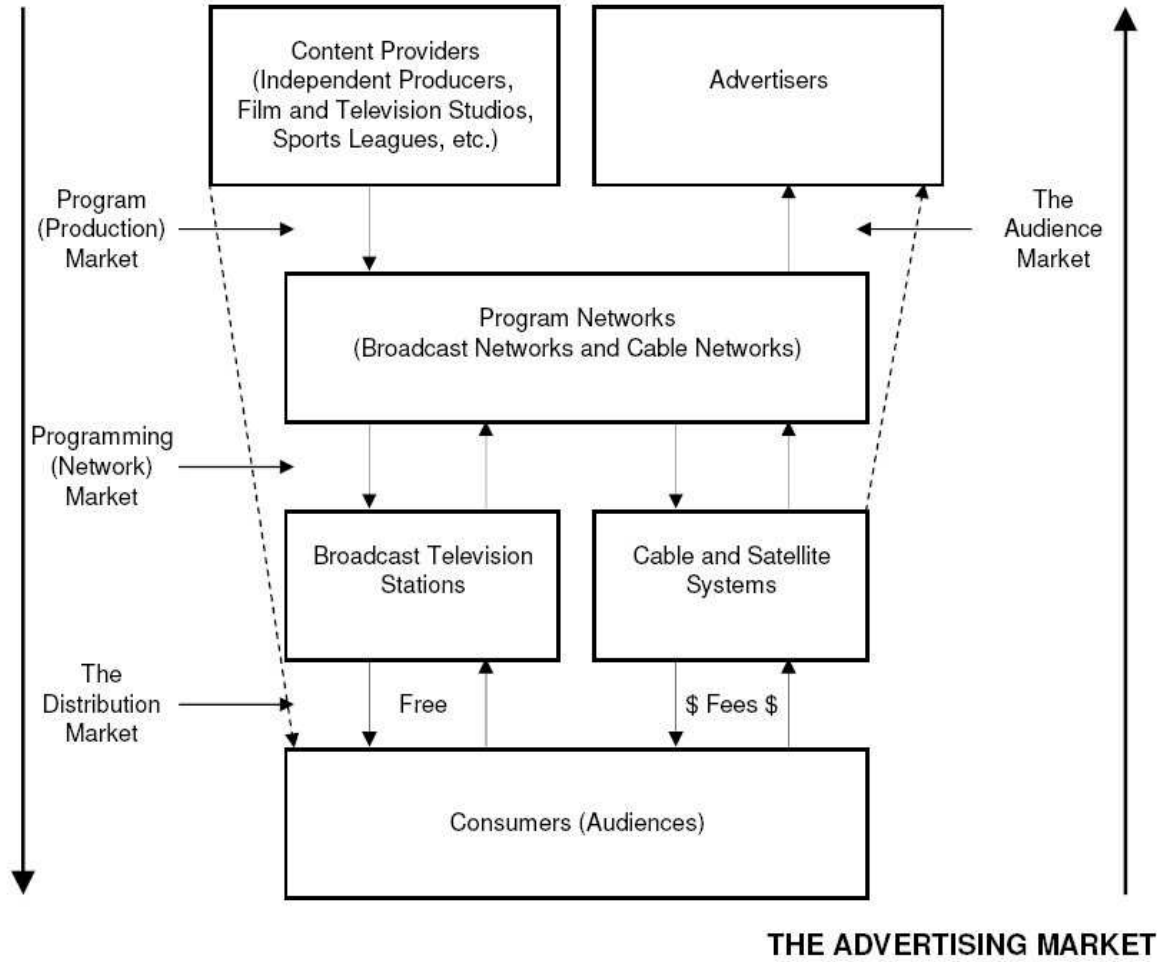 Content Providers
(Independent Producers,
Film and Television Studios,
Sports Leagues, etc.)
Advertisers
Program
(Production)
Market
The
Audience
Market
Program Networks
(Broadcast Networks and Cable Networks)
Programming
(Network)
Market
Broadcast Television
Stations
Cable and Satellite
Systems
The
Distribution
Market
Free
$ Fees $
Consumers (Audiences)
THE ADVERTISING MARKET